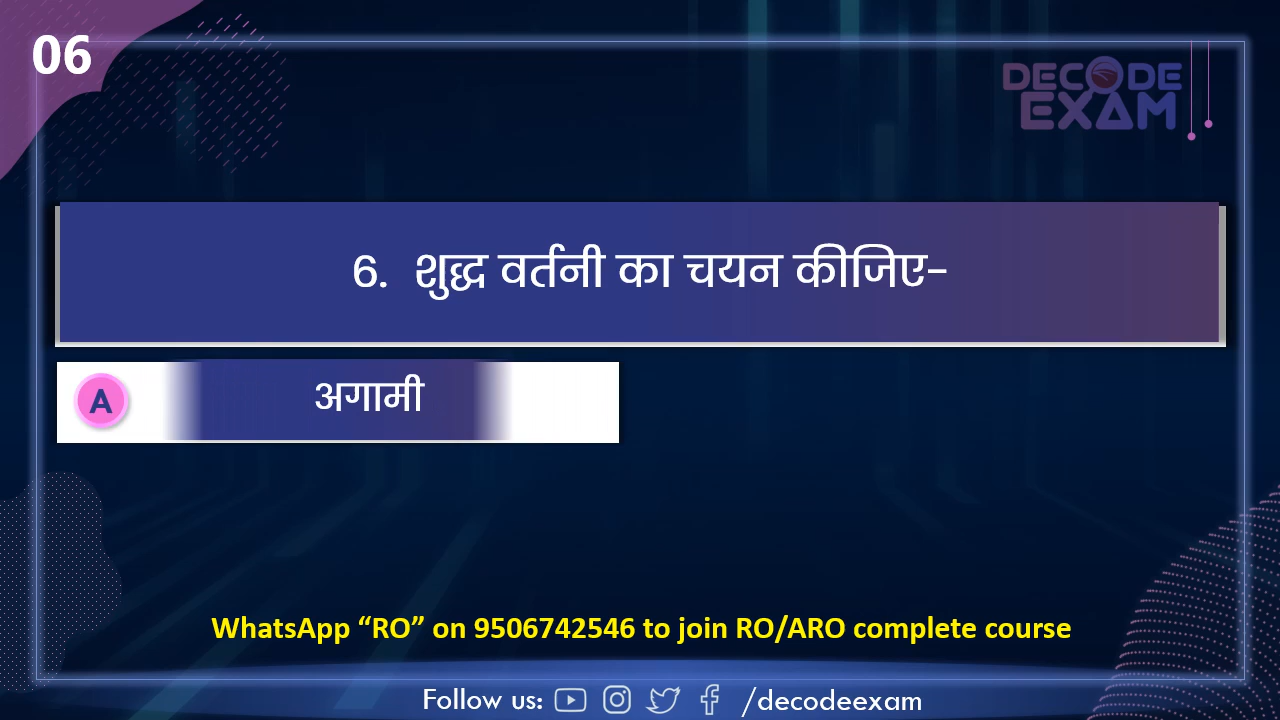 06
DECODE
EXAM
6. शुद्ध वर्तनी का चयन कीजिए-
A अगामी
WhatsApp “RO” on 9506742546 to join RO/ARO complete course
Follow us: /decodeexam